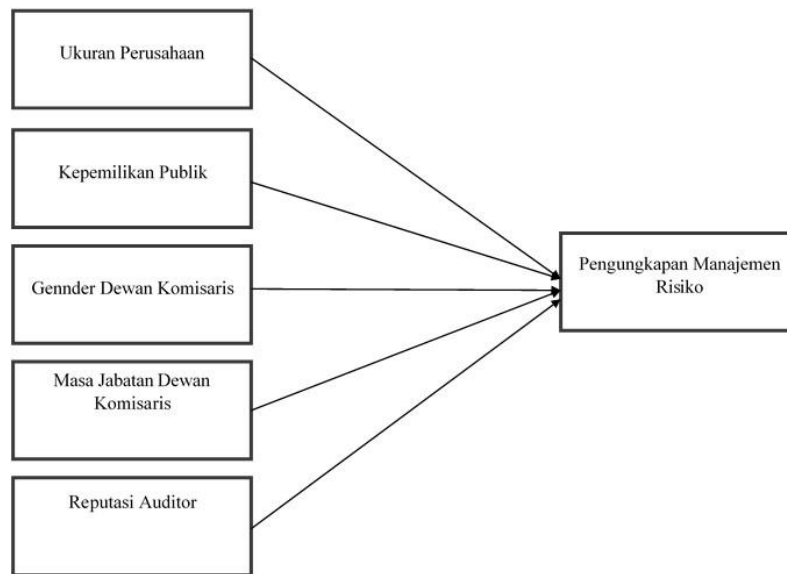 Ukuran Perusahaan
Kepemilikan Publik
Gennder Dewan Komisaris
Masa Jabatan Dewan
Komisaris
Reputasi Auditor
Pengungkapan Manajemen
Risiko